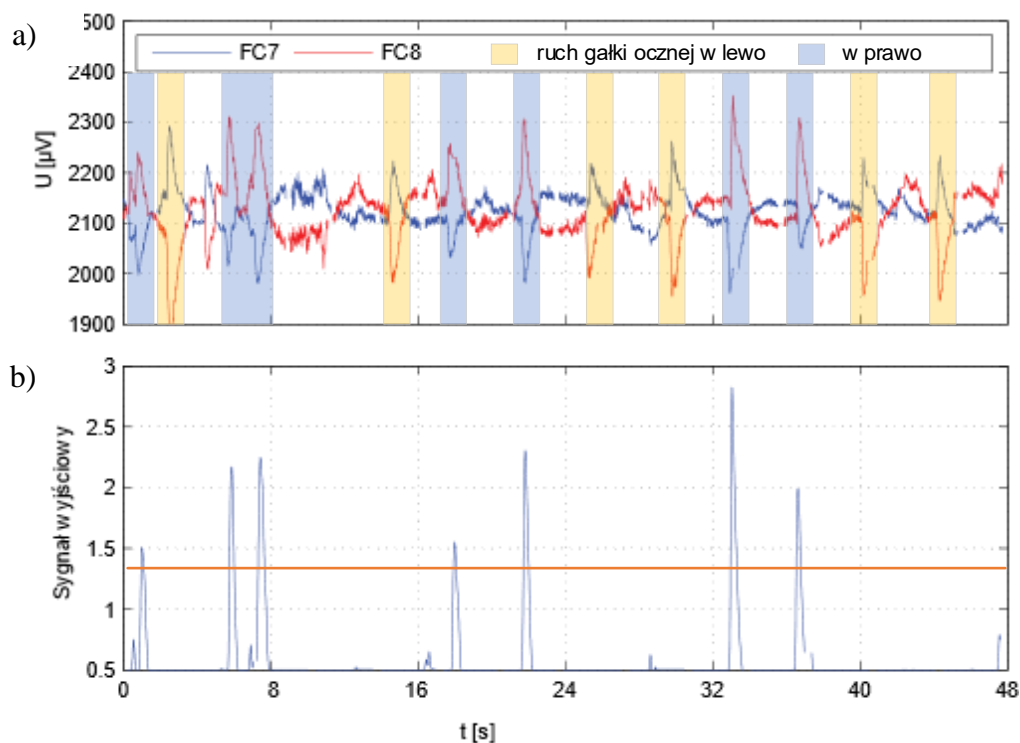 a)
500
FC7 FC8 ruch gałki ocznej w lewo w prawo
2400
2300
2200
2100
2000
1900
U [µV]
b)
3
2.5
2
1.5
1
0.5
Sygnał wyjściowy
0 8 16 24 32 40 48
t [s]